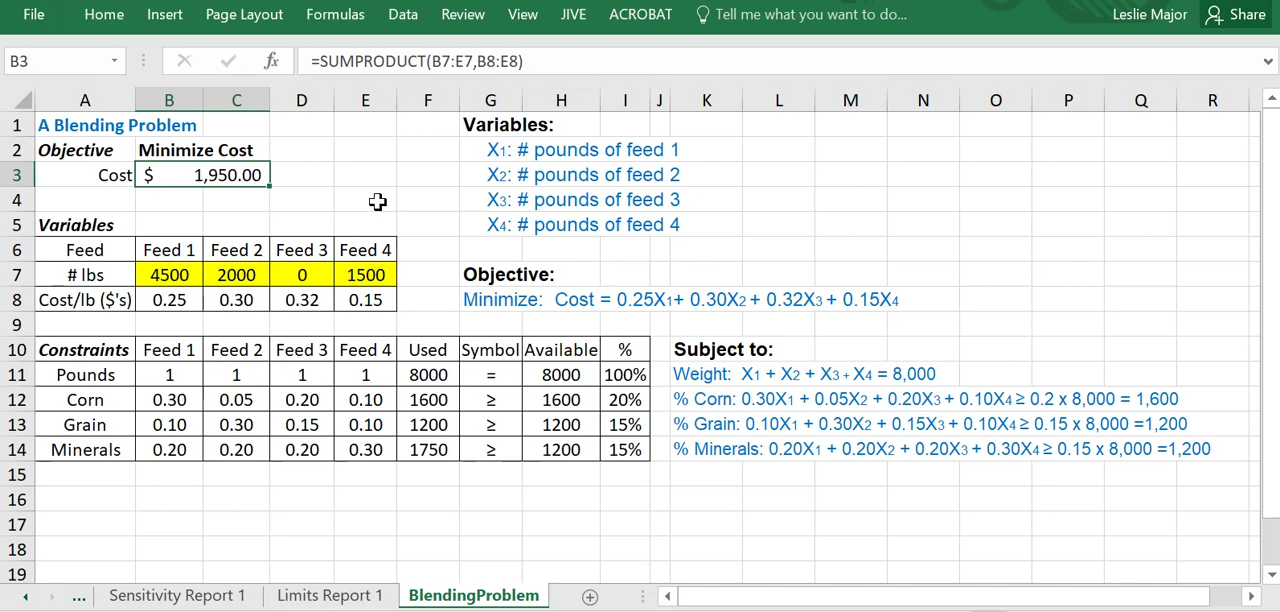 File Home Insert Page Layout Formulas Data Review View JIVE ACROBAT Tell me what you want to do... Leslie Major Share
B3 fx =SUMPRODUCT(B7:E7,B8:E8)
A B C D E F G H I J K L M N O P Q R
1 A Blending Problem Variables:
2 Objective Minimize Cost X1: # pounds of feed 1
3 Cost $ 1,950.00 X2: # pounds of feed 2
4 X3: # pounds of feed 3
5 Variables X4: # pounds of feed 4
6 Feed Feed 1 Feed 2 Feed 3 Feed 4
7 # lbs 4500 2000 0 1500 Objective:
8 Cost/lb ($'s) 0.25 0.30 0.32 0.15 Minimize: Cost = 0.25X1+ 0.30X2 + 0.32X3 + 0.15X4
9
10 Constraints Feed 1 Feed 2 Feed 3 Feed 4 Used Symbol Available % Subject to:
11 Pounds 1 1 1 1 8000 = 8000 100% Weight: X1 + X2 + X3 + X4 = 8,000
12 Corn 0.30 0.05 0.20 0.10 1600 ≥ 1600 20% % Corn: 0.30X1 + 0.05X2 + 0.20X3 + 0.10X4 ≥ 0.2 x 8,000 = 1,600
13 Grain 0.10 0.30 0.15 0.10 1200 ≥ 1200 15% % Grain: 0.10X1 + 0.30X2 + 0.15X3 + 0.10X4 ≥ 0.15 x 8,000 =1,200
14 Minerals 0.20 0.20 0.20 0.30 1750 ≥ 1200 15% % Minerals: 0.20X1 + 0.20X2 + 0.20X3 + 0.30X4 ≥ 0.15 x 8,000 =1,200
15
16
17
18
19
... Sensitivity Report 1 Limits Report 1 BlendingProblem